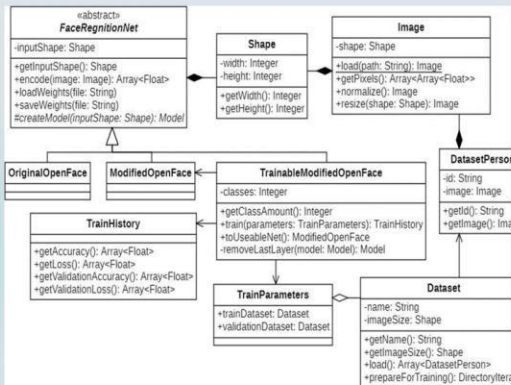 «abstract»
FaceRegnitionNet
-inputShape: Shape
+getInputShape(): Shape
+encode(image: Image): Array<Float>
+loadWeights(file: String)
+saveWeights(file: String)
#createModel(inputShape: Shape): Model
Shape
-width: Integer
-height: Integer
+getWidth(): Integer
+getHeight(): Integer
Image
-shape: Shape
+load(path: String): Image
+getPixels(): Array<Array<Float>>
+normalize(): Image
+resize(shape: Shape): Image
OriginalOpenFace
ModifiedOpenFace
TrainableModifiedOpenFace
-classes: Integer
+getClassAmount(): Integer
+train(parameters: TrainParameters): TrainHistory
+toUseableNet(): ModifiedOpenFace
-removeLastLayer(model: Model): Model
DatasetPerson
-id: String
-image: Image
+getId(): String
+getImage(): Ima
TrainHistory
+getAccuracy(): Array<Float>
+getLoss(): Array<Float>
+getValidationAccuracy(): Array<Float>
+getValidationLoss(): Array<Float>
TrainParameters
+trainDataset: Dataset
+validationDataset: Dataset
Dataset
-name: String
-imageSize: Shape
+getName(): String
+getImageSize(): Shape
+load(): Array<DatasetPerson>
+prepareForTraining(): DirectoryItera